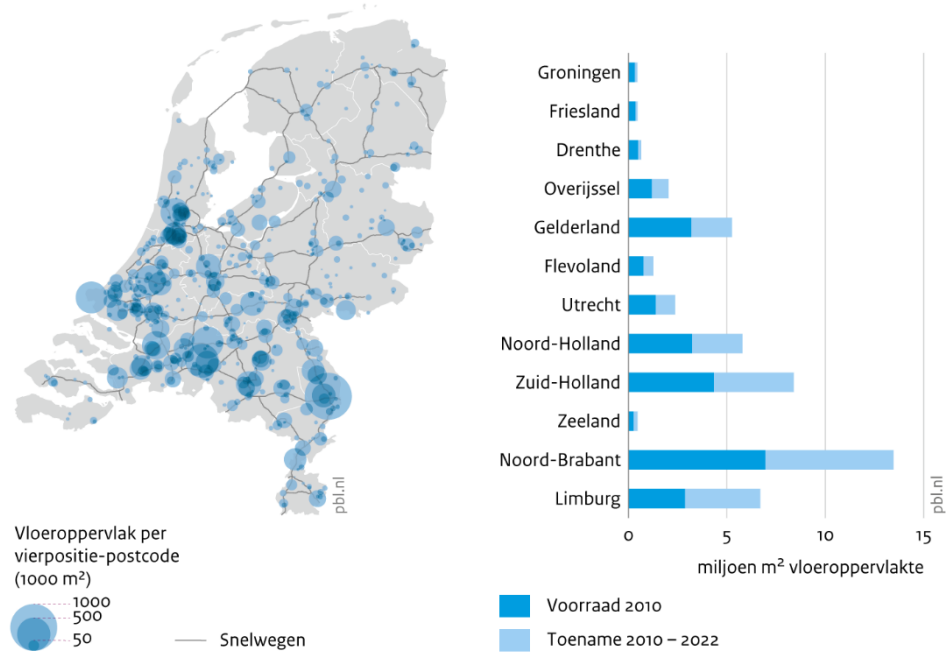 pbl.nl
Vloeroppervlak per
vierpositie-postcode
(1000 m²)
1000
500
50
Snelwegen
Groningen
Friesland
Drenthe
Overijssel
Gelderland
Flevoland
Utrecht
Noord-Holland
Zuid-Holland
Zeeland
Noord-Brabant
Limburg
0 5 10 15
miljoen m² vloeroppervlakte
pbl.nl
Voorraad 2010
Toename 2010 – 2022